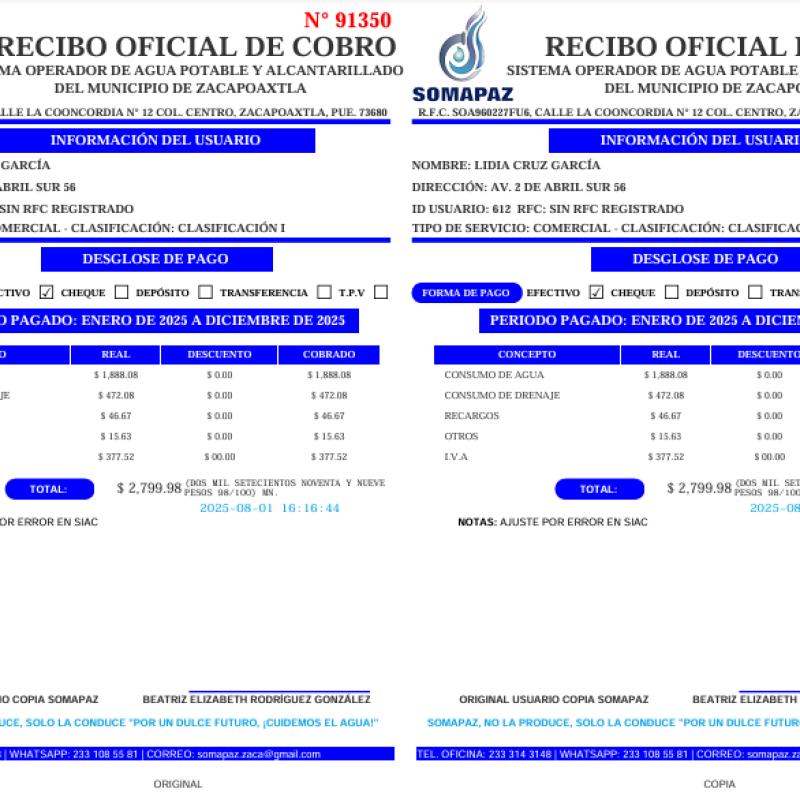 N° 91350
RECIBO OFICIAL DE COBRO
MA OPERADOR DE AGUA POTABLE Y ALCANTARILLADO
DEL MUNICIPIO DE ZACAPOAXTLA
ALLE LA COONCORDIA N° 12 COL. CENTRO, ZACAPOAXTLA, PUE. 73680
INFORMACIÓN DEL USUARIO
GARCÍA
ABRIL SUR 56
SIN RFC REGISTRADO
OMERCIAL - CLASIFICACIÓN: CLASIFICACIÓN I
DESGLOSE DE PAGO
CTIVO ☑ CHEQUE ☐ DEPÓSITO ☐ TRANSFERENCIA ☐ T.P.V ☐
O PAGADO: ENERO DE 2025 A DICIEMBRE DE 2025
O REAL DESCUENTO COBRADO
$ 1,888.08 $ 0.00 $ 1,888.08
JE $ 472.08 $ 0.00 $ 472.08
$ 46.67 $ 0.00 $ 46.67
$ 15.63 $ 0.00 $ 15.63
$ 377.52 $ 00.00 $ 377.52
TOTAL: $ 2,799.98 (DOS MIL SETECIENTOS NOVENTA Y NUEVE
PESOS 98/100) MN.
2025-08-01 16:16:44
OR ERROR EN SIAC
IO COPIA SOMAPAZ BEATRIZ ELIZABETH RODRÍGUEZ GONZÁLEZ
UCE, SOLO LA CONDUCE "POR UN DULCE FUTURO, ¡CUIDEMOS EL AGUA!"
8 | WHATSAPP: 233 108 55 81 | CORREO: somapaz.zaca@gmail.com
ORIGINAL
SOMAPAZ
RECIBO OFICIAL D
SISTEMA OPERADOR DE AGUA POTABLE
DEL MUNICIPIO DE ZACAPO
R.F.C. SOA960227FU6, CALLE LA COONCORDIA N° 12 COL. CENTRO, ZA
INFORMACIÓN DEL USUARI
NOMBRE: LIDIA CRUZ GARCÍA
DIRECCIÓN: AV. 2 DE ABRIL SUR 56
ID USUARIO: 612 RFC: SIN RFC REGISTRADO
TIPO DE SERVICIO: COMERCIAL - CLASIFICACIÓN: CLASIFICAC
DESGLOSE DE PAGO
FORMA DE PAGO EFECTIVO ☑ CHEQUE ☐ DEPÓSITO ☐ TRANS
PERIODO PAGADO: ENERO DE 2025 A DICIEM
CONCEPTO REAL DESCUENTO
CONSUMO DE AGUA $ 1,888.08 $ 0.00
CONSUMO DE DRENAJE $ 472.08 $ 0.00
RECARGOS $ 46.67 $ 0.00
OTROS $ 15.63 $ 0.00
I.V.A $ 377.52 $ 00.00
TOTAL: $ 2,799.98 (DOS MIL SETECI
PESOS 98/100)
2025-08
NOTAS: AJUSTE POR ERROR EN SIAC
ORIGINAL USUARIO COPIA SOMAPAZ BEATRIZ ELIZABETH
SOMAPAZ, NO LA PRODUCE, SOLO LA CONDUCE "POR UN DULCE FUTURO
TEL. OFICINA: 233 314 3148 | WHATSAPP: 233 108 55 81 | CORREO: somapaz.za
COPIA